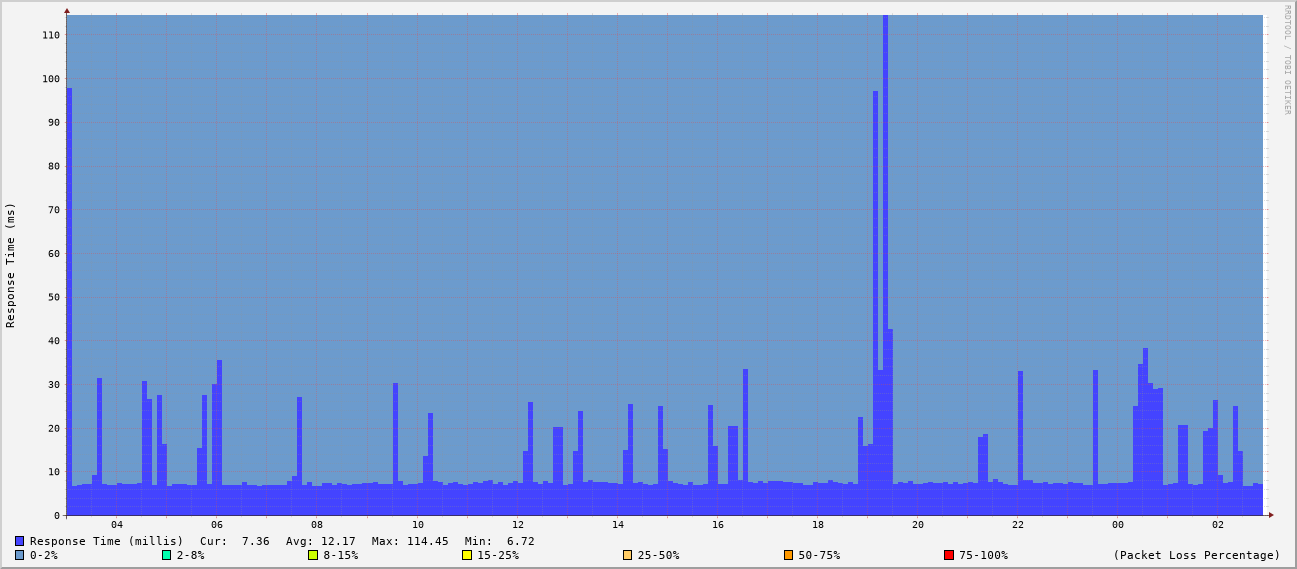 RRDTOOL / TOBI OETIKER
Response Time (ms)
110
100
90
80
70
60
50
40
30
20
10
0
04 06 08 10 12 14 16 18 20 22 00 02
Response Time (millis) Cur: 7.36 Avg: 12.17 Max: 114.45 Min: 6.72
0-2% 2-8% 8-15% 15-25% 25-50% 50-75% 75-100% (Packet Loss Percentage)